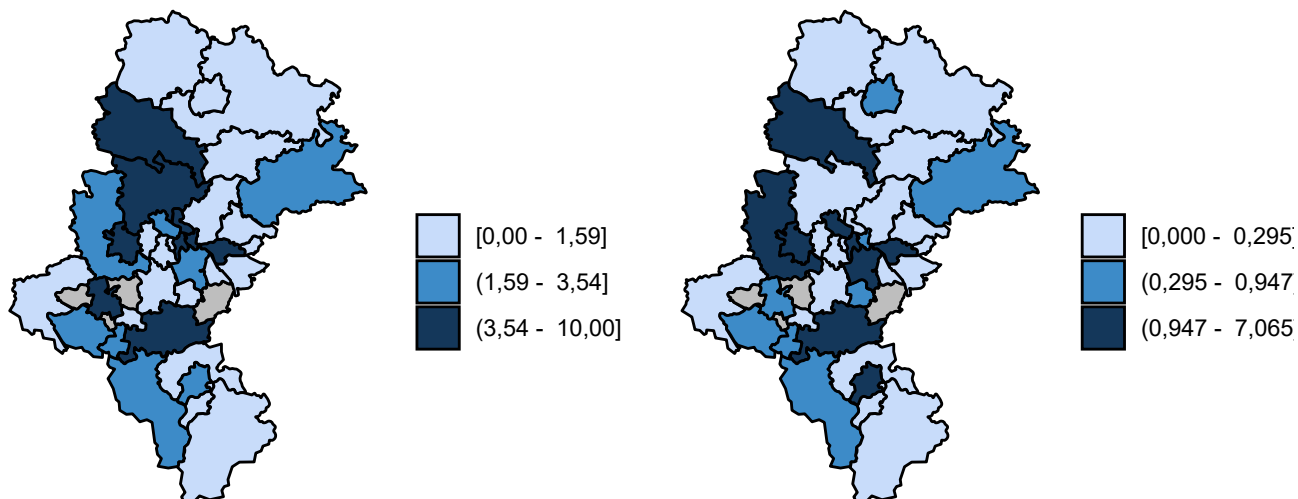 [0,00 - 1,59]
(1,59 - 3,54]
(3,54 - 10,00]
[0,000 - 0,295]
(0,295 - 0,947]
(0,947 - 7,065]